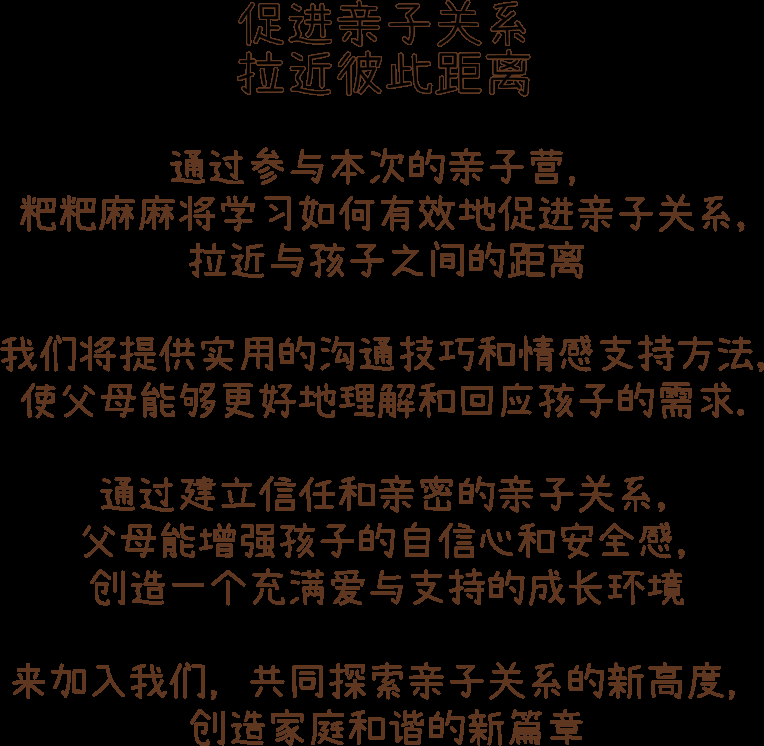 促进亲子关系
拉近彼此距离
通过参与本次的亲子营，
粑粑麻麻将学习如何有效地促进亲子关系，
拉近与孩子之间的距离
我们将提供实用的沟通技巧和情感支持方法，
使父母能够更好地理解和回应孩子的需求.
通过建立信任和亲密的亲子关系，
父母能增强孩子的自信心和安全感，
创造一个充满爱与支持的成长环境
来加入我们，共同探索亲子关系的新高度，
创造家庭和谐的新篇章